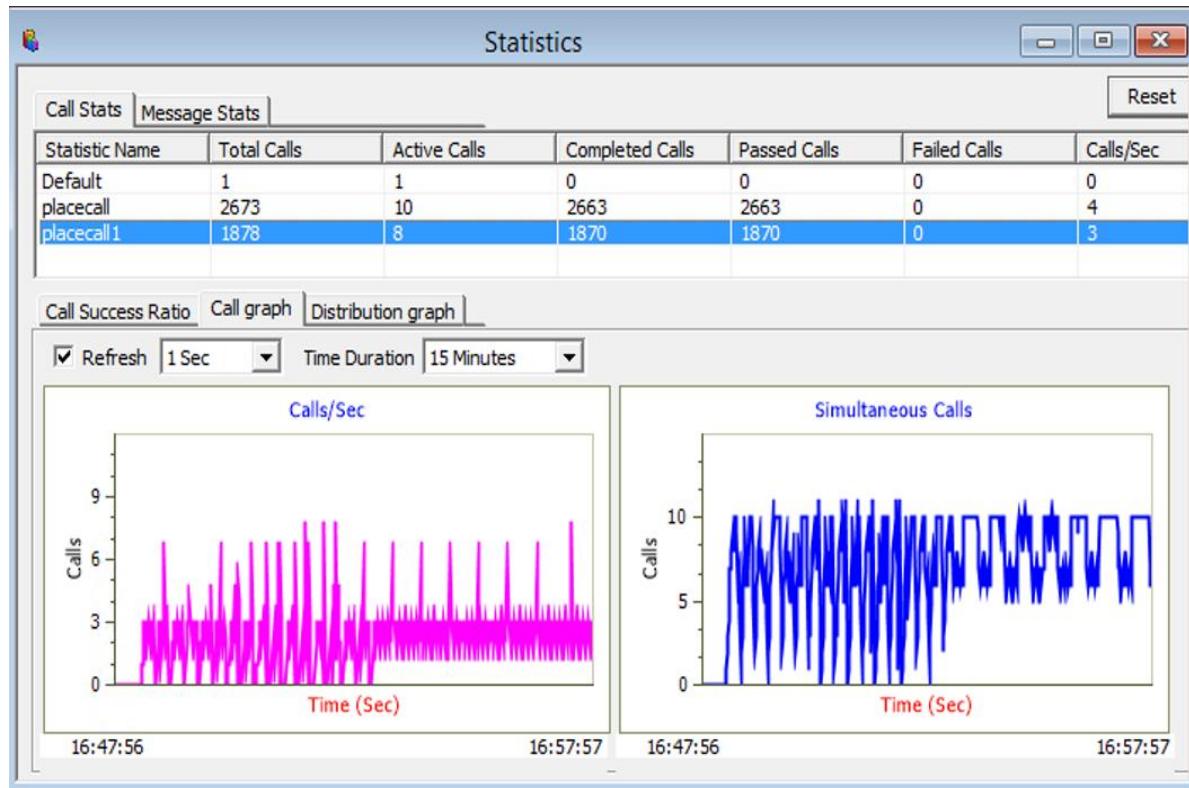 Statistics
Reset
Call Stats Message Stats
Statistic Name Total Calls Active Calls Completed Calls Passed Calls Failed Calls Calls/Sec
Default 1 1 0 0 0 0
placecall 2673 10 2663 2663 0 4
placecall1 1878 8 1870 1870 0 3
Call Success Ratio Call graph Distribution graph
Refresh 1 Sec Time Duration 15 Minutes
Calls/Sec
9
6
3
0
Calls
Time (Sec)
16:47:56 16:57:57
Simultaneous Calls
10
5
0
Calls
Time (Sec)
16:47:56 16:57:57